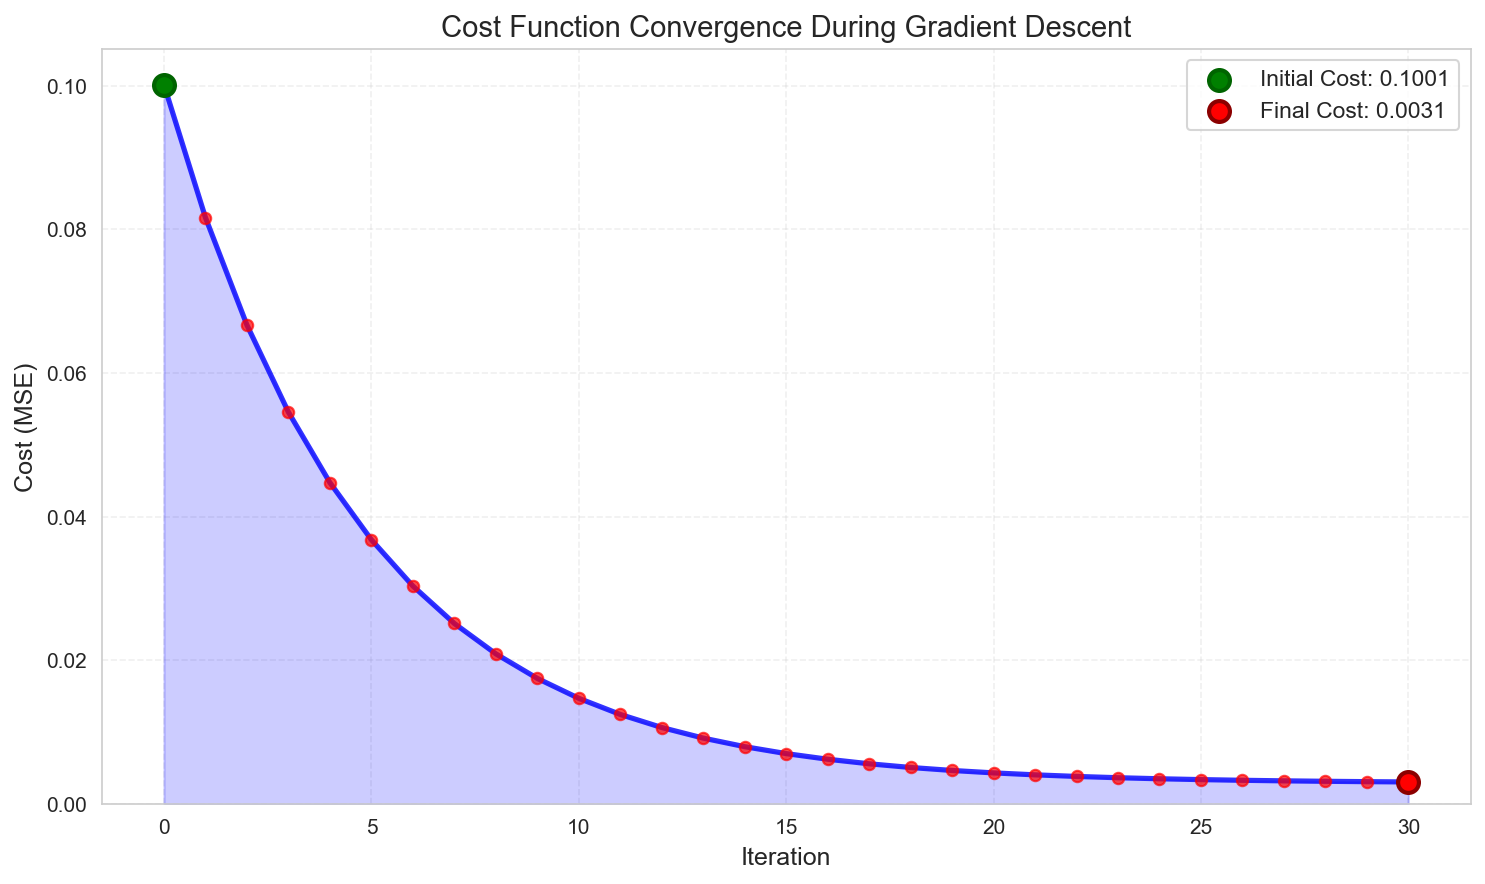 Cost Function Convergence During Gradient Descent
Initial Cost: 0.1001
Final Cost: 0.0031
Cost (MSE)
0.10
0.08
0.06
0.04
0.02
0.00
0 5 10 15 20 25 30
Iteration